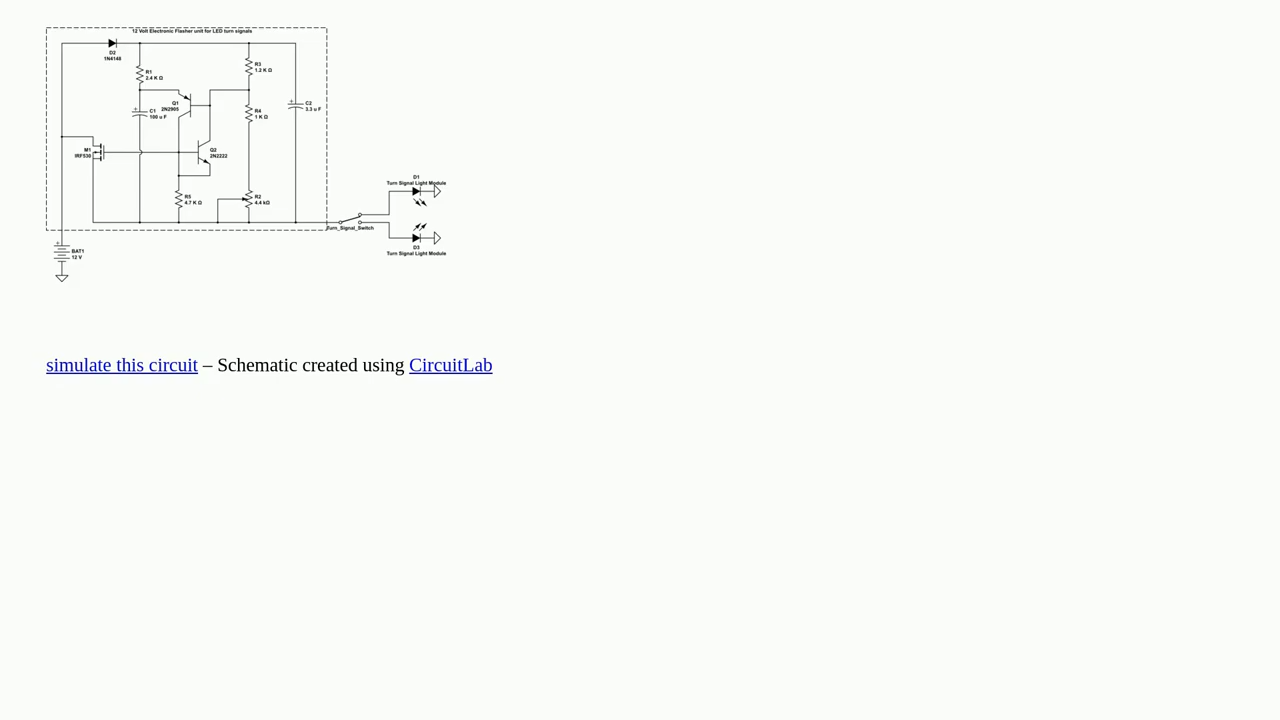 12 Volt Electronic Flasher unit for LED turn signals
D2
1N4148
R1
2.4 K Ω
R3
1.2 K Ω
Q1
2N2905
C1
100 u F
R4
1 K Ω
C2
3.3 u F
M1
IRF530
Q2
2N2222
R5
4.7 K Ω
R2
4.4 kΩ
D1
Turn Signal Light Module
Turn_Signal_Switch
D3
Turn Signal Light Module
BAT1
12 V
simulate this circuit – Schematic created using CircuitLab